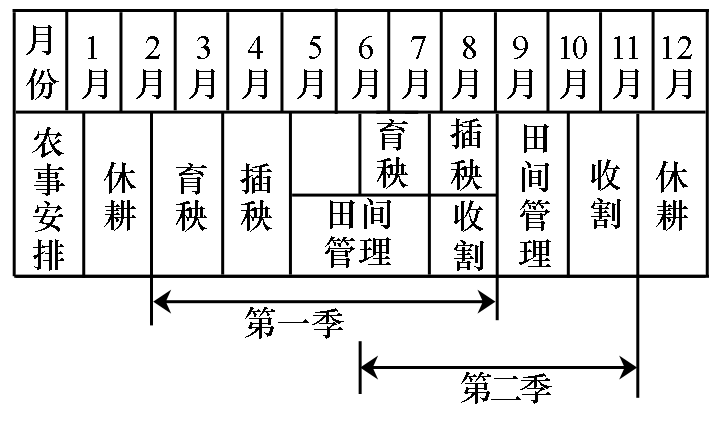 月份 1月 2月 3月 4月 5月 6月 7月 8月 9月 10月 11月 12月
农事安排 休耕 育秧 插秧 育秧 插秧 田间管理 收割 休耕
田间管理 收割
第一季
第二季